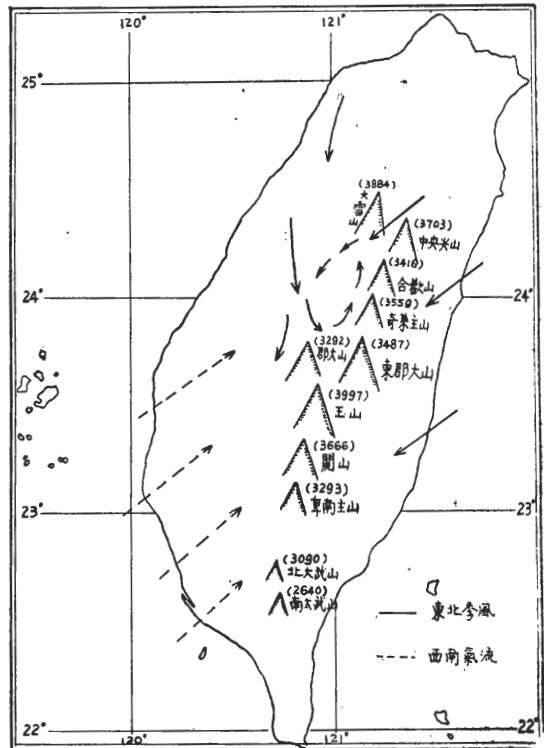 120°
121°
25°
(3884)
大雪山
(3703)
中央尖山
(3416)
合歡山
24°
24°
(3559)
奇萊主山
(3292)
郡大山
(3487)
東郡大山
(3997)
玉山
(3666)
關山
23°
(3293)
卑南主山
23°
(3090)
北大武山
(2640)
南大武山
東北季風
西南氣流
22°
120°
121°
22°